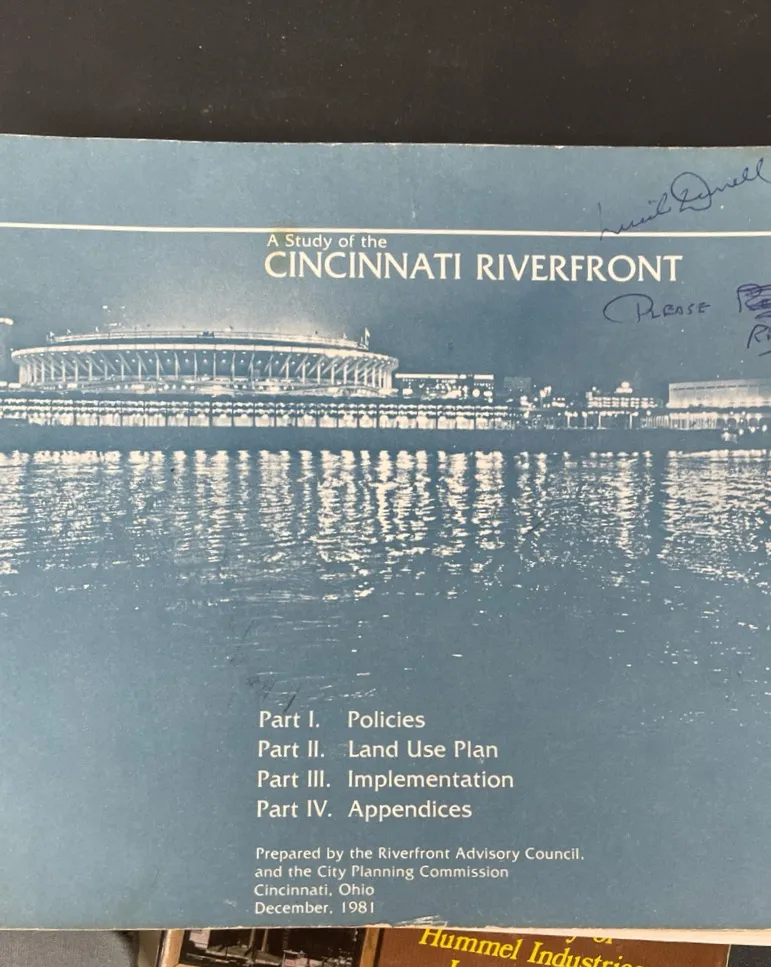 A Study of the
CINCINNATI RIVERFRONT
PLEASE
Part I. Policies
Part II. Land Use Plan
Part III. Implementation
Part IV. Appendices
Prepared by the Riverfront Advisory Council,
and the City Planning Commission
Cincinnati, Ohio
December, 1981
Hummel Industries